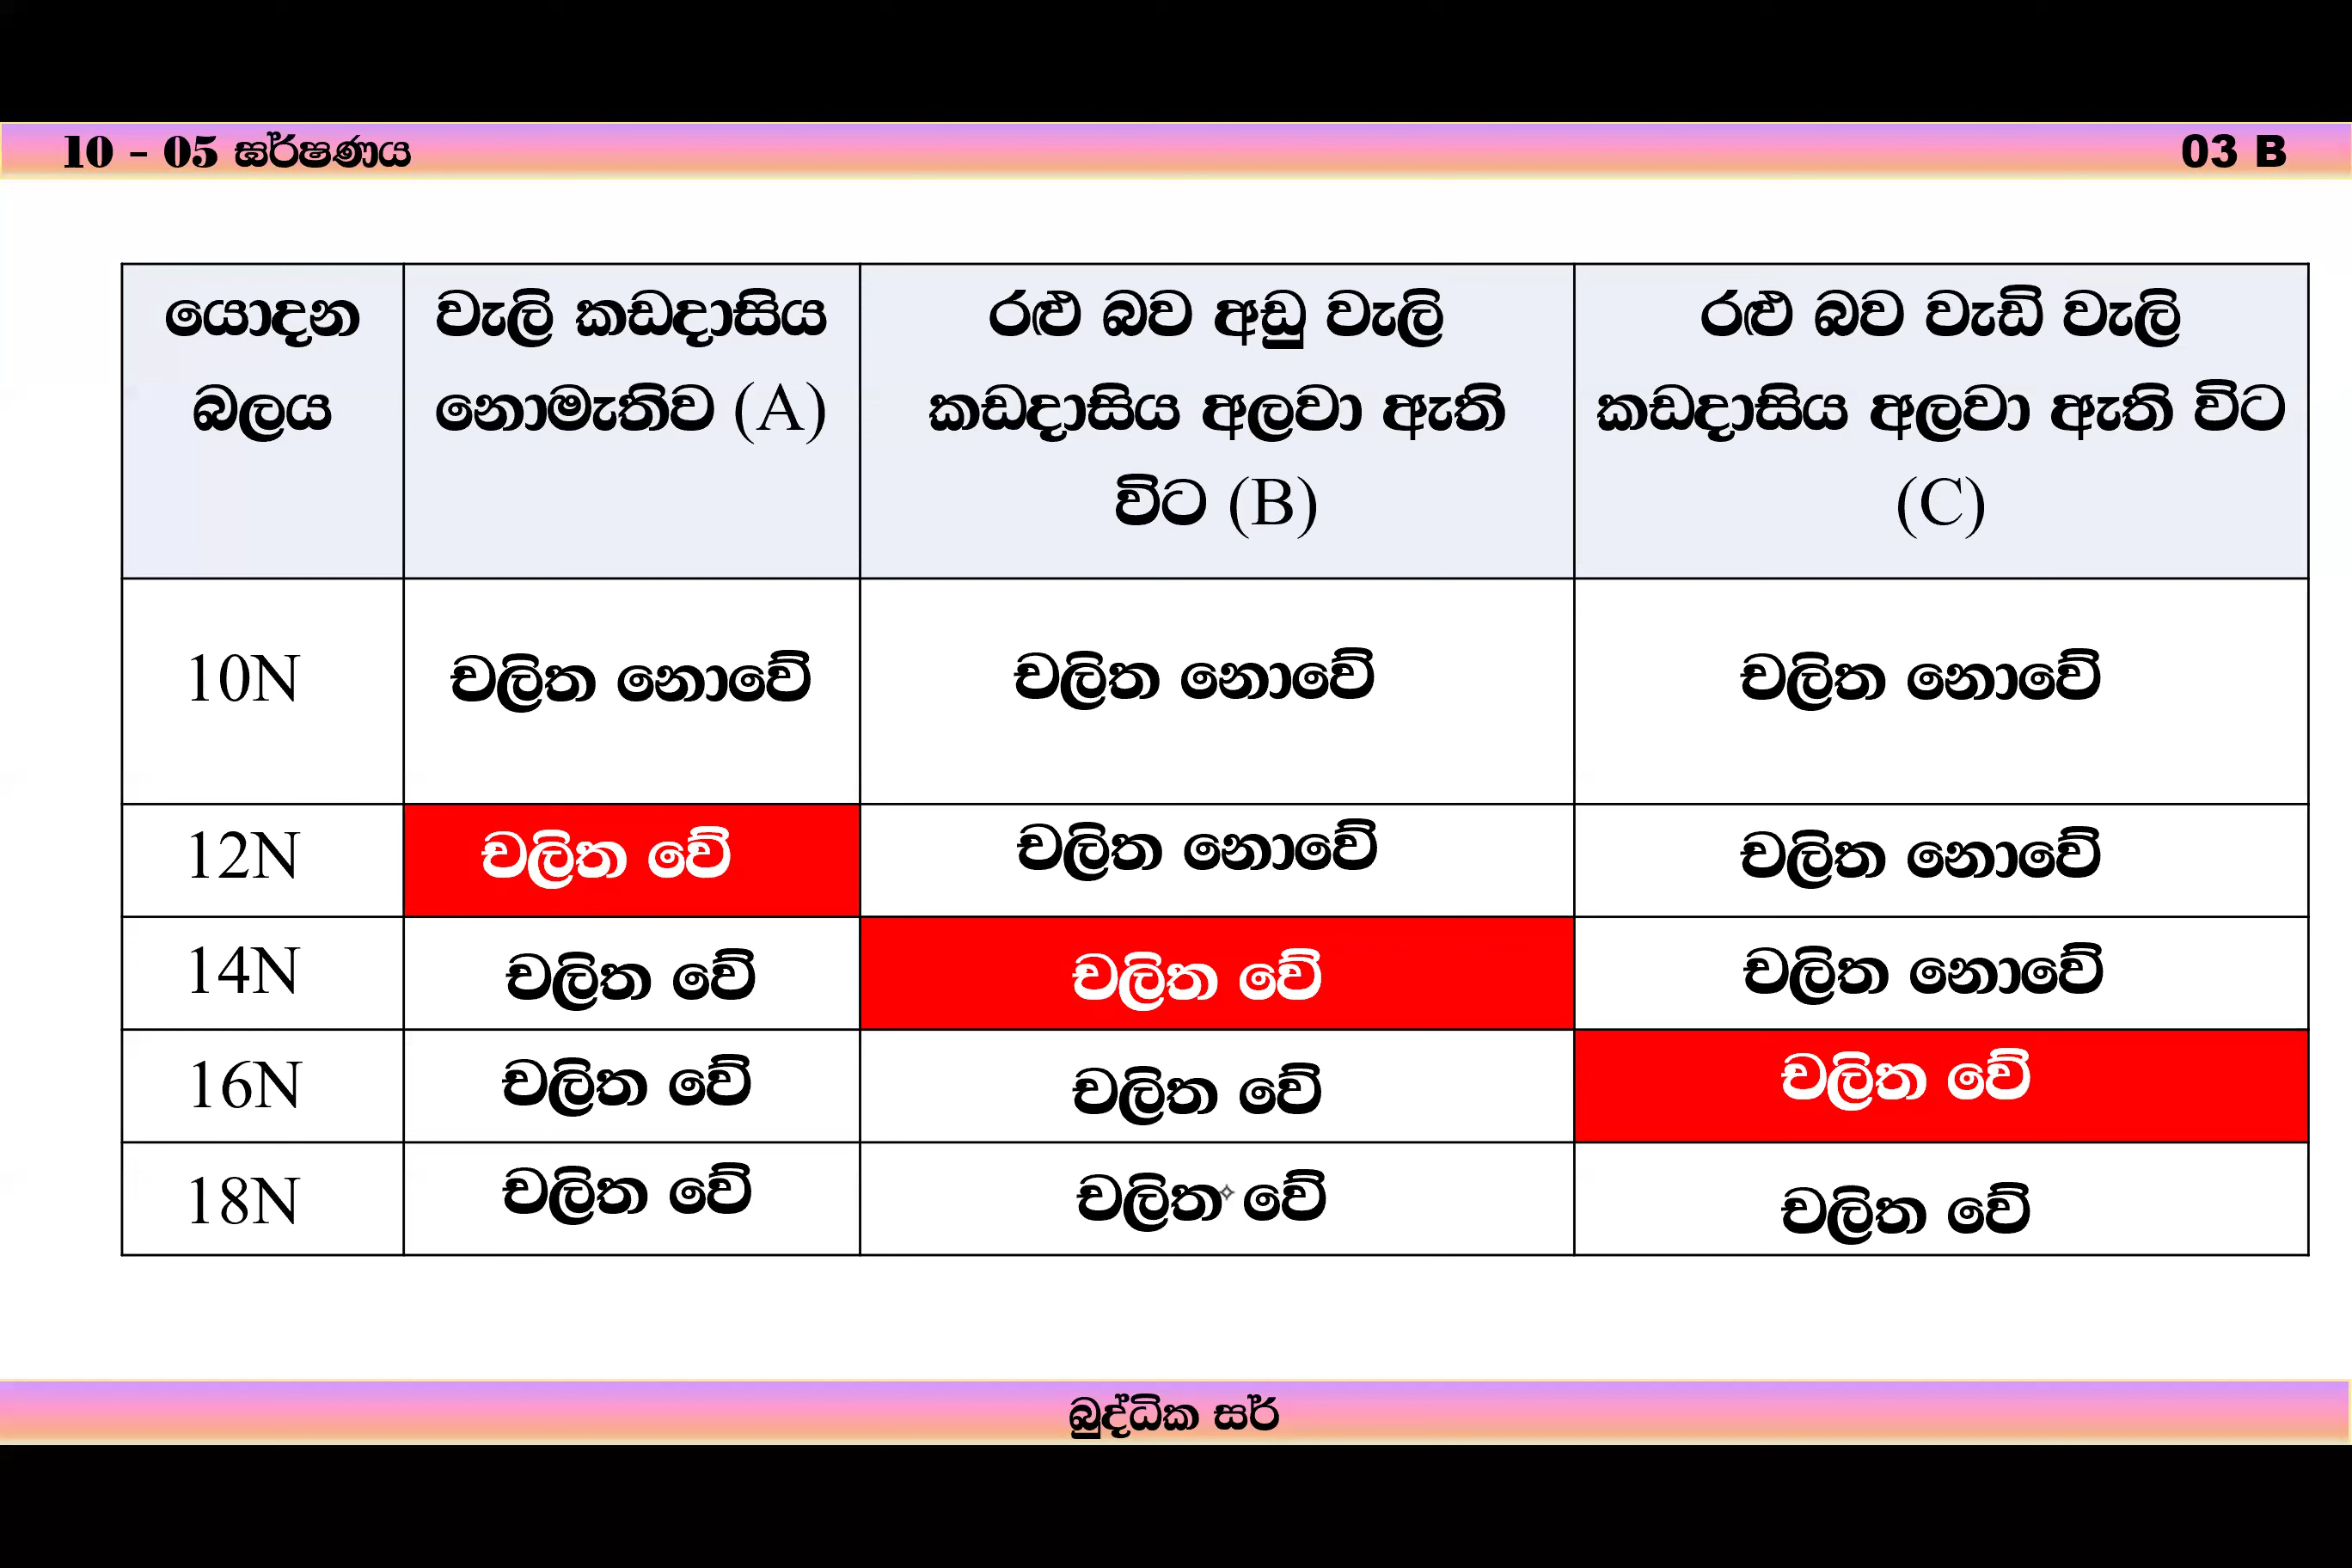 10 - 05 ඝර්ෂණය
03 B
යොදන බලය
වැලි කඩදාසිය නොමැතිව (A)
රළු බව අඩු වැලි කඩදාසිය අලවා ඇති විට (B)
රළු බව වැඩි වැලි කඩදාසිය අලවා ඇති විට (C)
10N චලිත නොවේ චලිත නොවේ චලිත නොවේ
12N චලිත වේ චලිත නොවේ චලිත නොවේ
14N චලිත වේ චලිත වේ චලිත නොවේ
16N චලිත වේ චලිත වේ චලිත වේ
18N චලිත වේ චලිත වේ චලිත වේ
බුද්ධික සර්